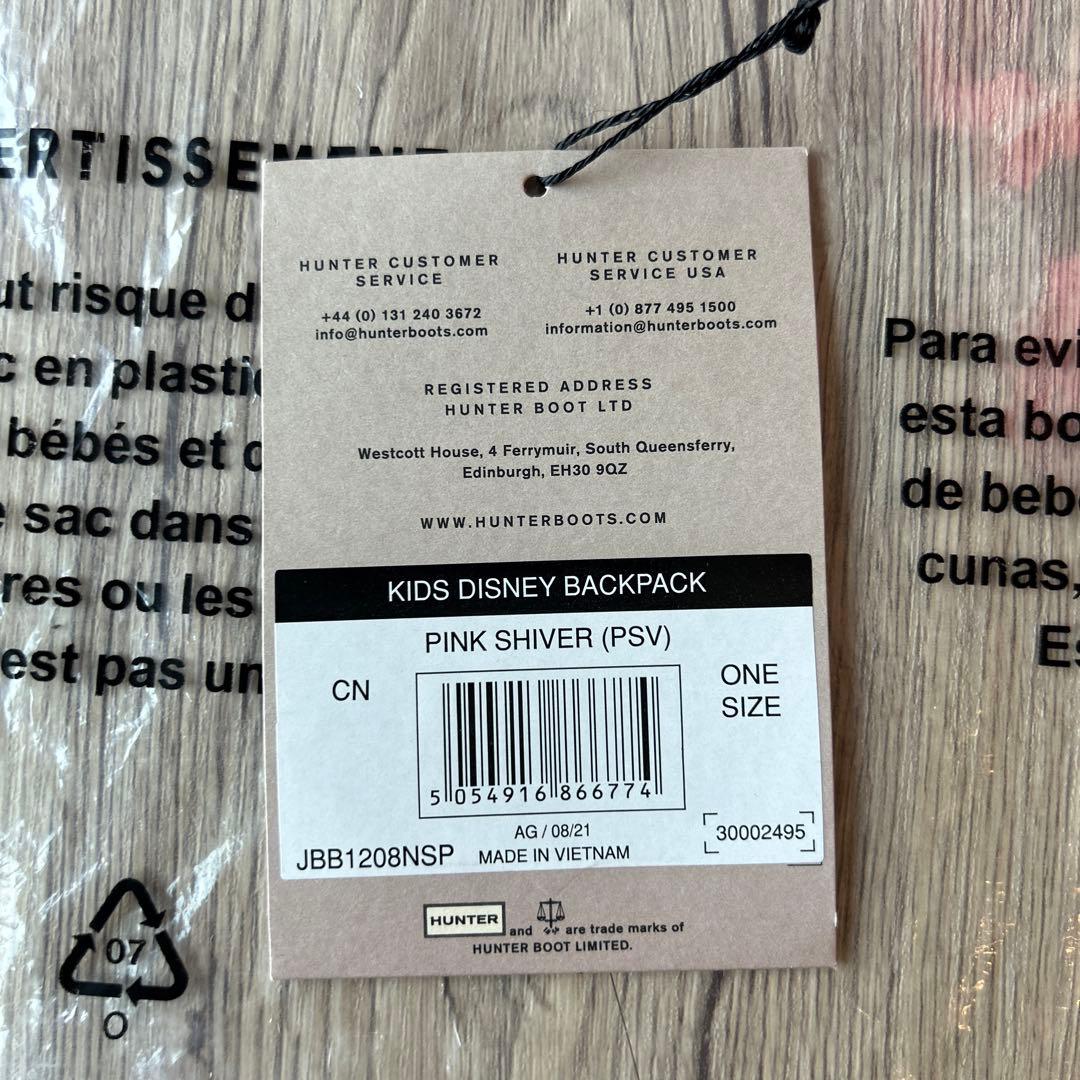 ERTISSEMENT
ut risque d
c en plasti
bébés et
sac dans
res ou les
est pas un
HUNTER CUSTOMER
SERVICE
+44 (0) 131 240 3672
info@hunterboots.com
HUNTER CUSTOMER
SERVICE USA
+1 (0) 877 495 1500
information@hunterboots.com
REGISTERED ADDRESS
HUNTER BOOT LTD
Westcott House, 4 Ferrymuir, South Queensferry,
Edinburgh, EH30 9QZ
WWW.HUNTERBOOTS.COM
KIDS DISNEY BACKPACK
PINK SHIVER (PSV)
CN
ONE
SIZE
5 054916 866774
AG / 08/21
JBB1208NSP
MADE IN VIETNAM
30002495
HUNTER and are trade marks of
HUNTER BOOT LIMITED.
Para evi
esta bo
de beb
cunas,
Es
07
O